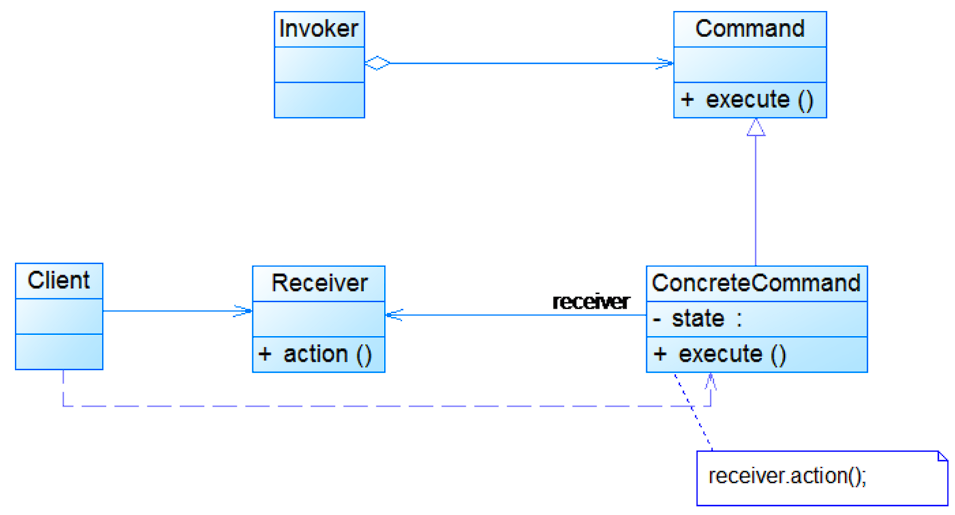 Invoker
Command
+ execute ()
Client
Receiver
+ action ()
receiver
ConcreteCommand
- state :
+ execute ()
receiver.action();